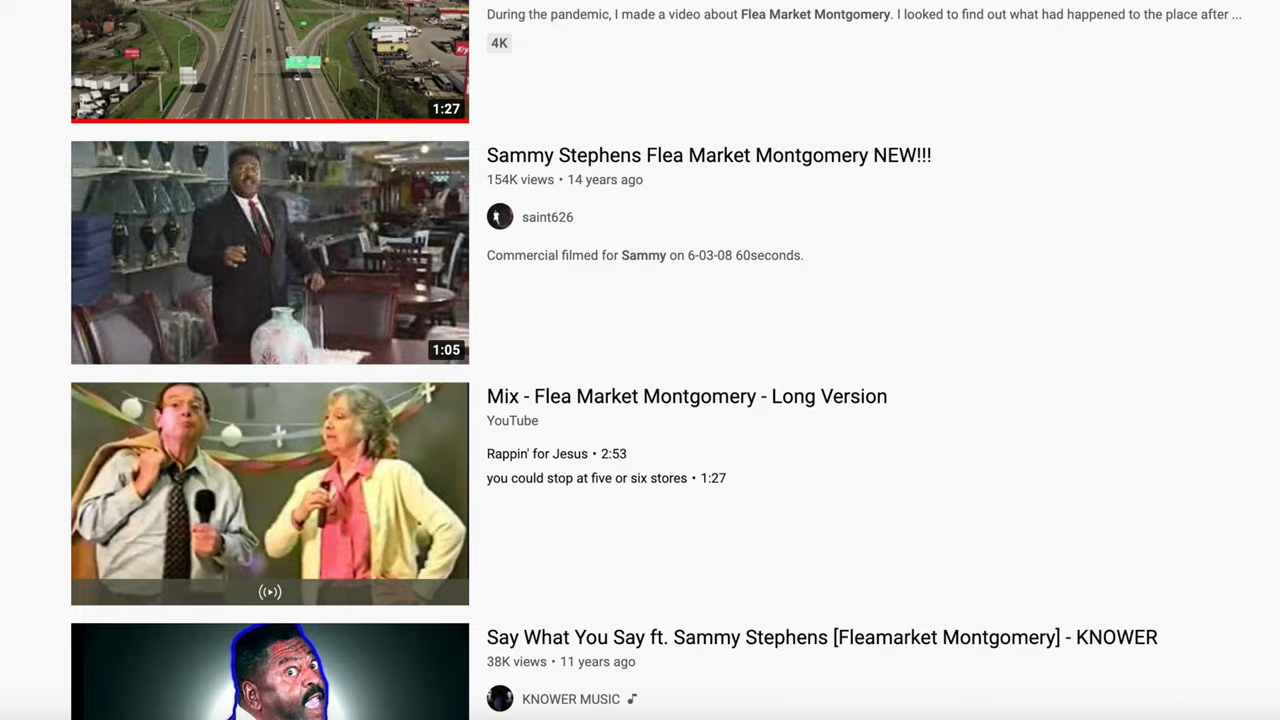 During the pandemic, I made a video about Flea Market Montgomery. I looked to find out what had happened to the place after ...
4K
1:27
Sammy Stephens Flea Market Montgomery NEW!!!
154K views • 14 years ago
saint626
Commercial filmed for Sammy on 6-03-08 60seconds.
1:05
Mix - Flea Market Montgomery - Long Version
YouTube
Rappin' for Jesus • 2:53
you could stop at five or six stores • 1:27
Say What You Say ft. Sammy Stephens [Fleamarket Montgomery] - KNOWER
38K views • 11 years ago
KNOWER MUSIC